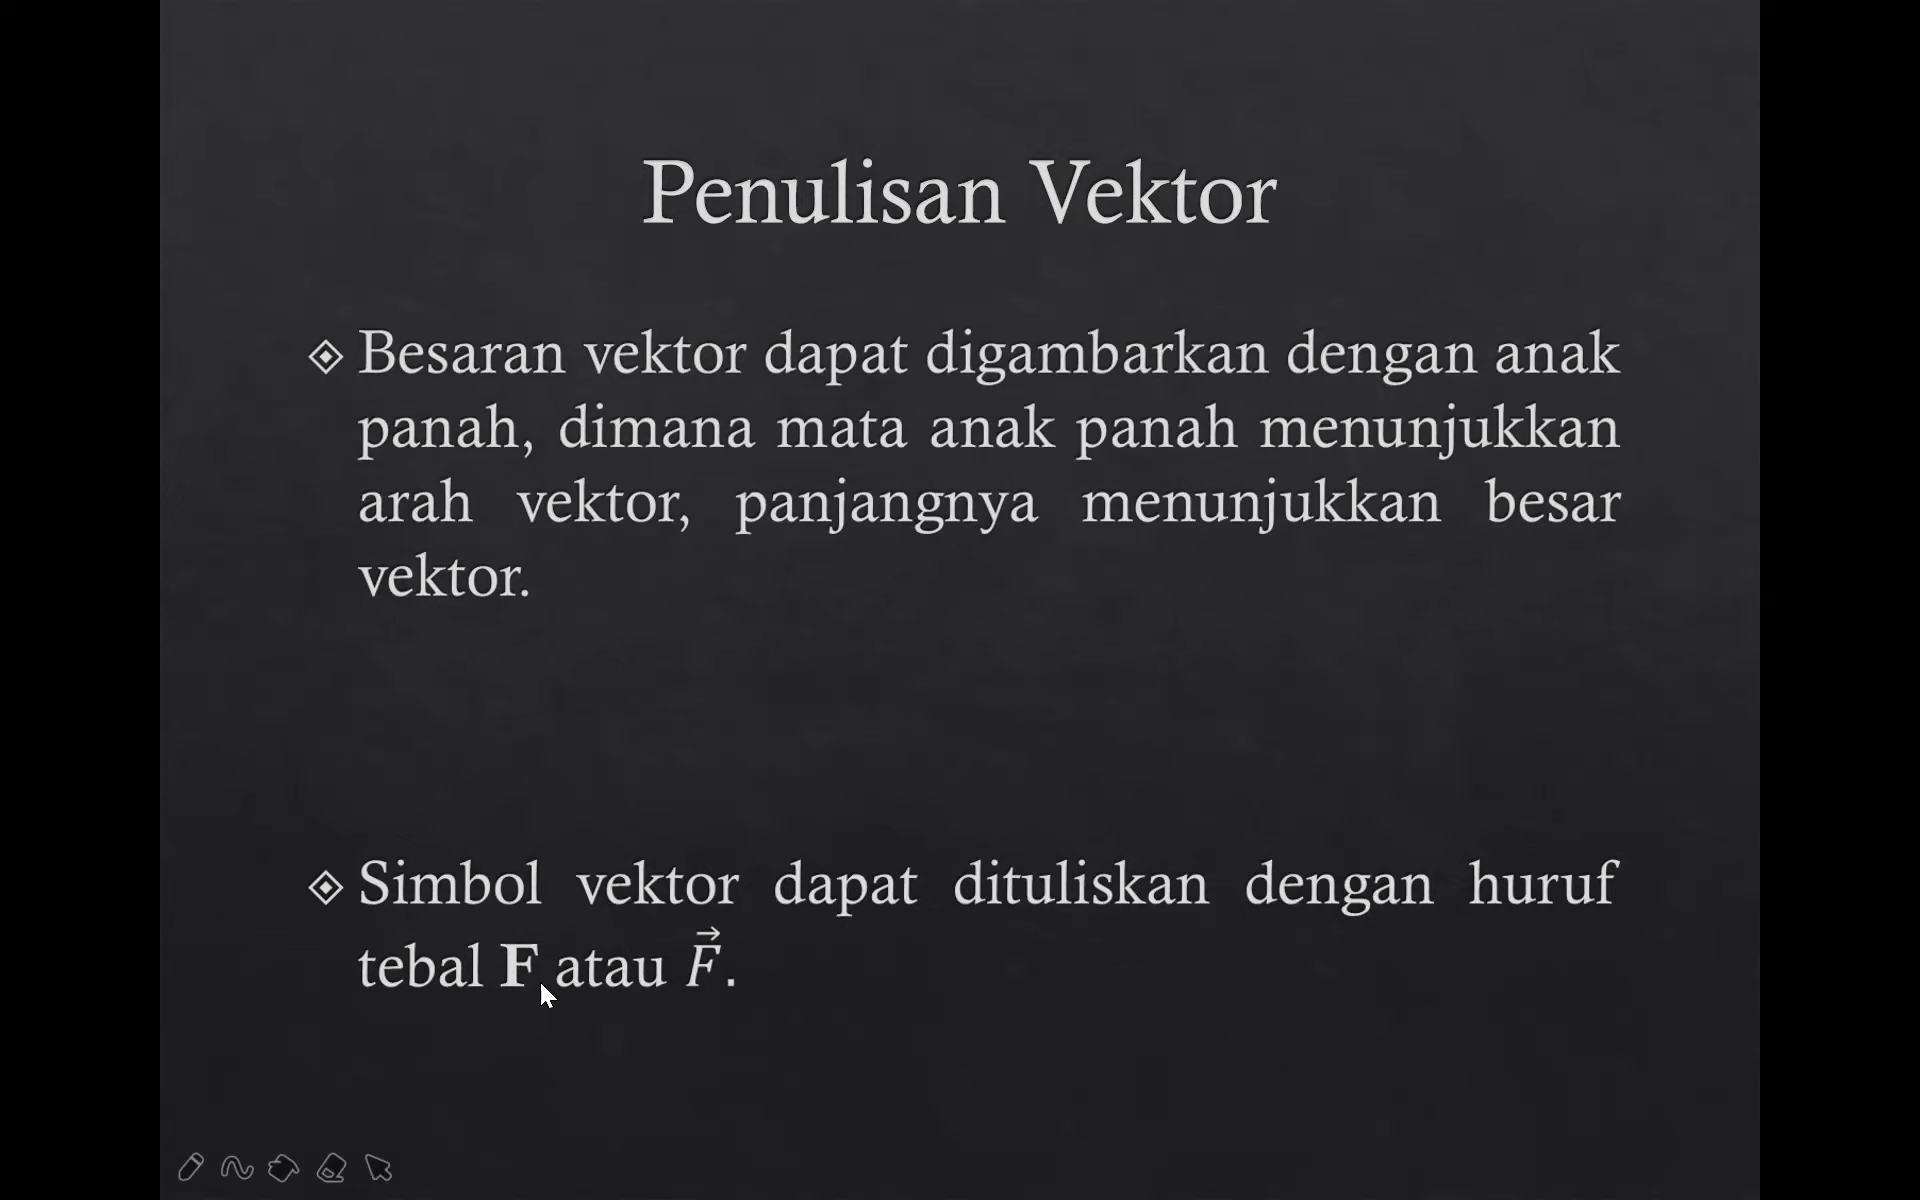 Penulisan Vektor
Besaran vektor dapat digambarkan dengan anak
panah, dimana mata anak panah menunjukkan
arah vektor, panjangnya menunjukkan besar
vektor.
Simbol vektor dapat dituliskan dengan huruf
tebal F atau F⃗.